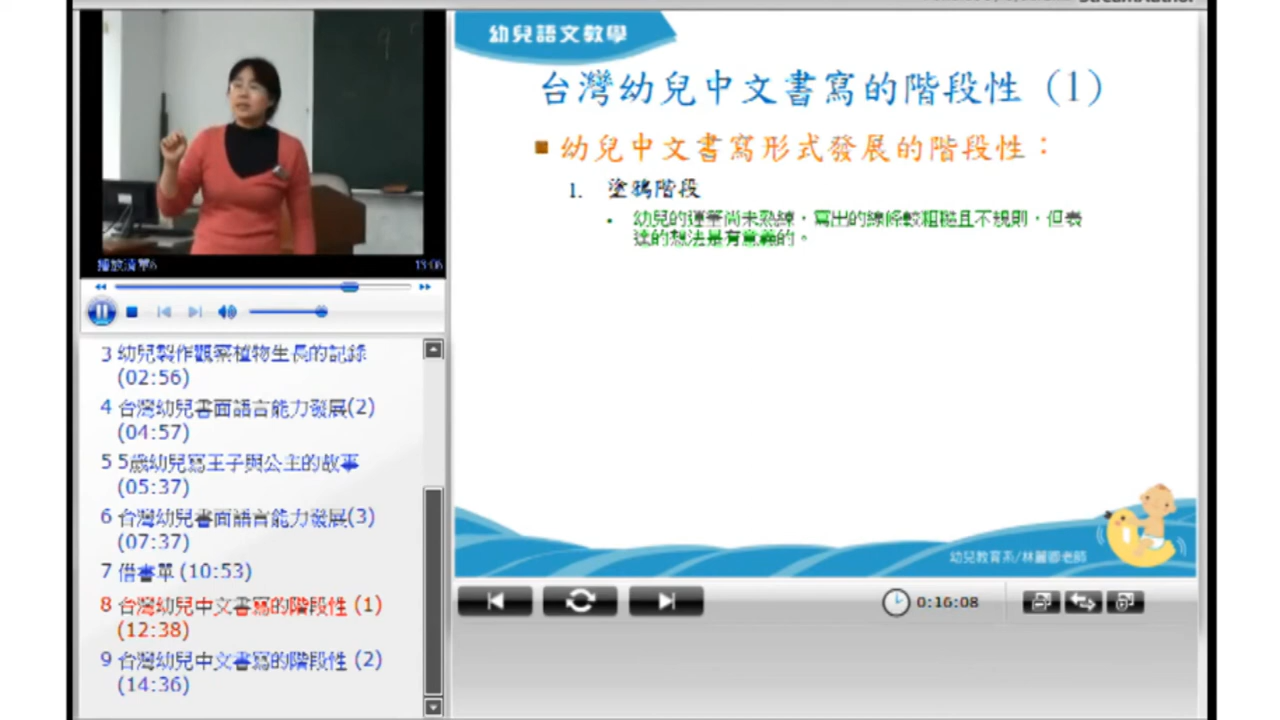 幼兒語文教學
台灣幼兒中文書寫的階段性 (1)
幼兒中文書寫形式發展的階段性：
1. 塗鴉階段
• 幼兒的運筆尚未熟練，寫出的線條較粗糙且不規則，但表
達的想法是有意義的。
播放清單6
13:06
3 幼兒製作觀察植物生長的記錄
(02:56)
4 台灣幼兒書面語言能力發展(2)
(04:57)
5 5歲幼兒寫王子與公主的故事
(05:37)
6 台灣幼兒書面語言能力發展(3)
(07:37)
7 借書單 (10:53)
8 台灣幼兒中文書寫的階段性 (1)
(12:38)
9 台灣幼兒中文書寫的階段性 (2)
(14:36)
幼兒教育系/林麗卿老師
0:16:08